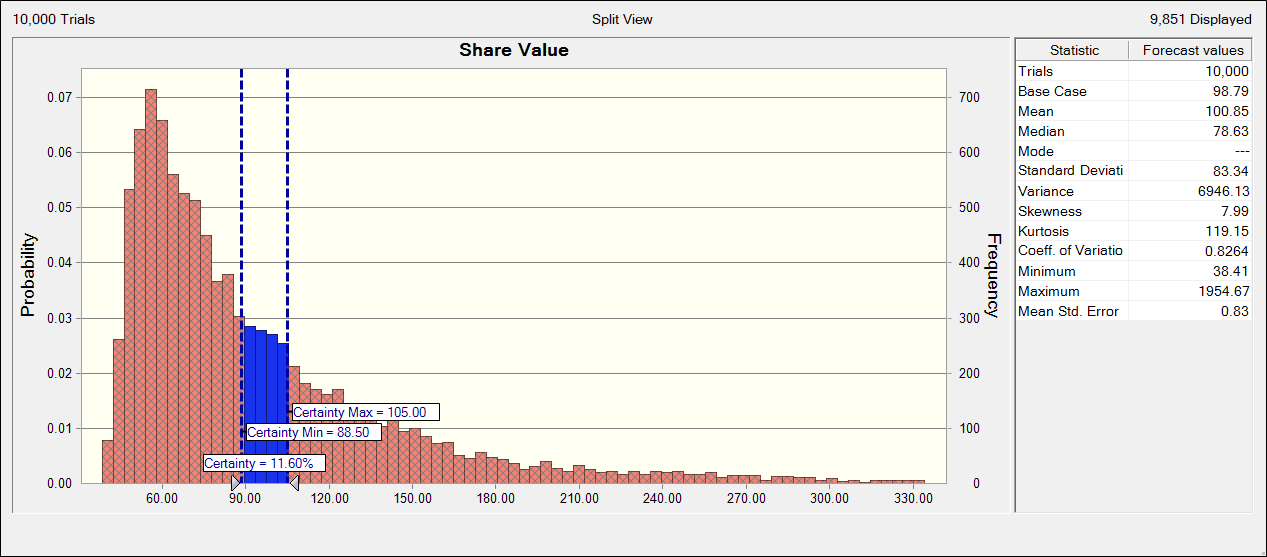 10,000 Trials
Split View
9,851 Displayed
Share Value
Probability
0.07
0.06
0.05
0.04
0.03
0.02
0.01
0.00
700
600
500
400
300
200
100
0
Frequency
Certainty Max = 105.00
Certainty Min = 88.50
Certainty = 11.60%
60.00 90.00 120.00 150.00 180.00 210.00 240.00 270.00 300.00 330.00
Statistic Forecast values
Trials 10,000
Base Case 98.79
Mean 100.85
Median 78.63
Mode ---
Standard Deviati 83.34
Variance 6946.13
Skewness 7.99
Kurtosis 119.15
Coeff. of Variatio 0.8264
Minimum 38.41
Maximum 1954.67
Mean Std. Error 0.83